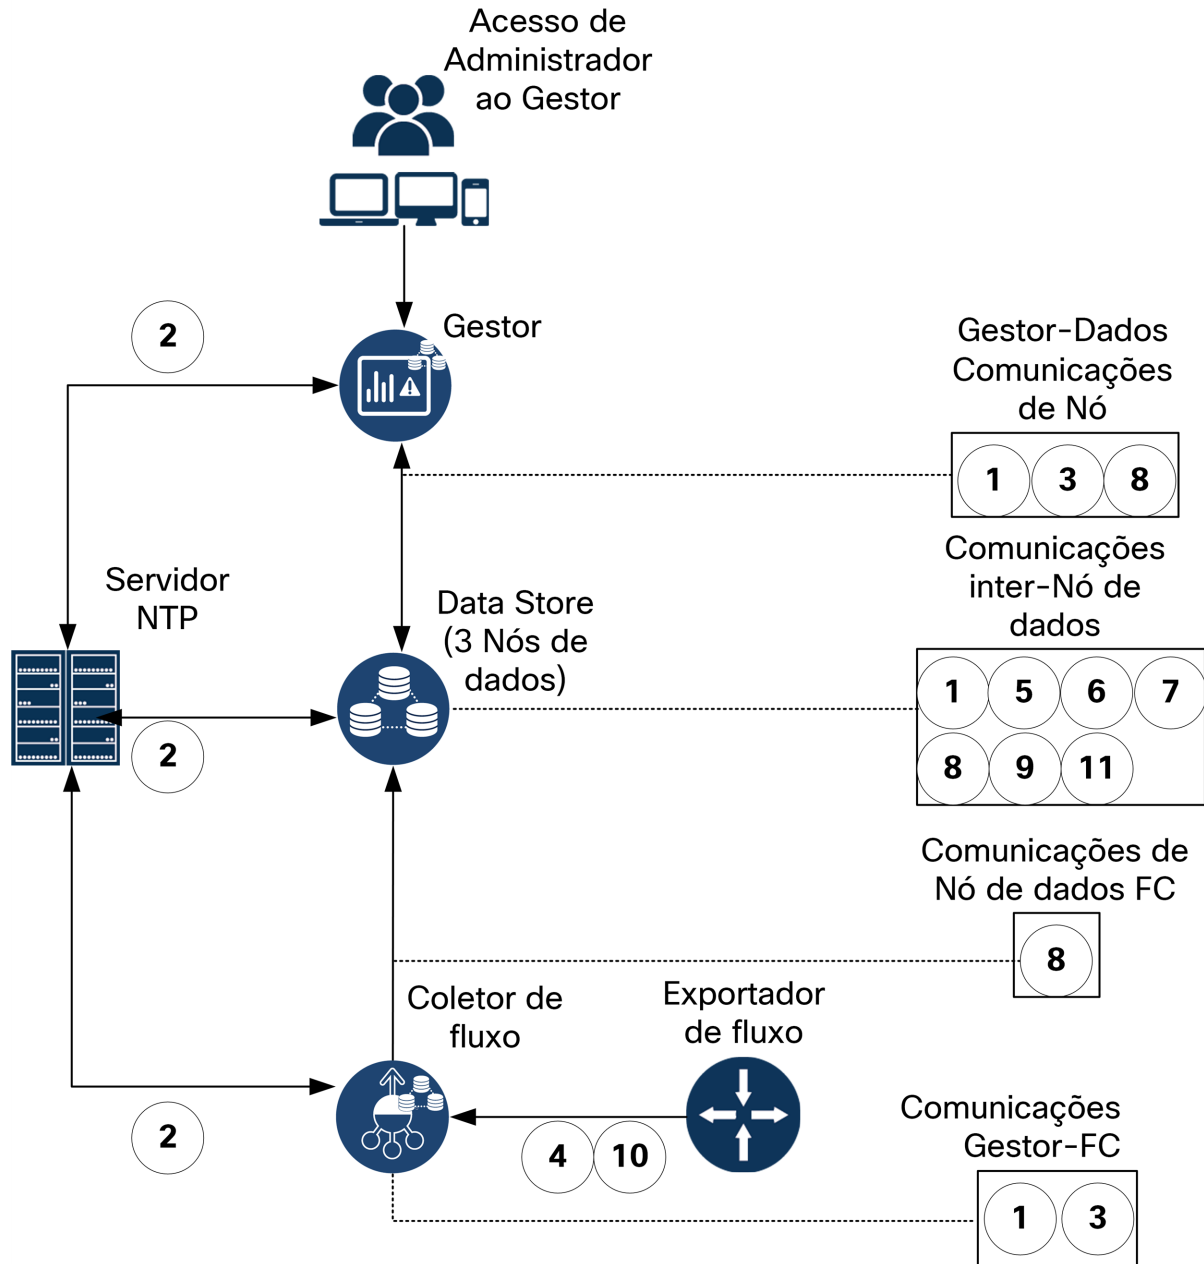 Acesso de
Administrador
ao Gestor
2
Gestor
Gestor-Dados
Comunicações
de Nó
1 3 8
Servidor
NTP
Data Store
(3 Nós de
dados)
Comunicações
inter-Nó de
dados
1 5 6 7
8 9 11
2
Comunicações de
Nó de dados FC
8
Coletor de
fluxo
Exportador
de fluxo
2
4 10
Comunicações
Gestor-FC
1 3